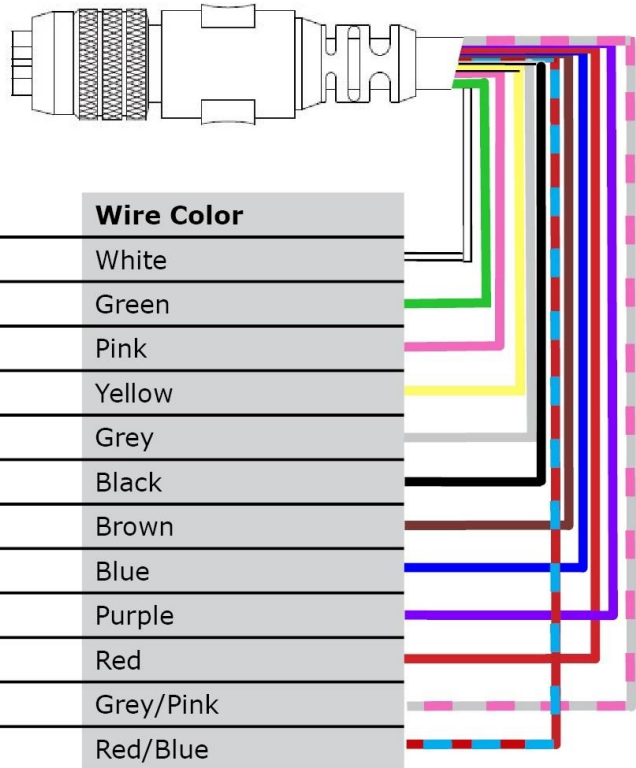 Wire Color
White
Green
Pink
Yellow
Grey
Black
Brown
Blue
Purple
Red
Grey/Pink
Red/Blue